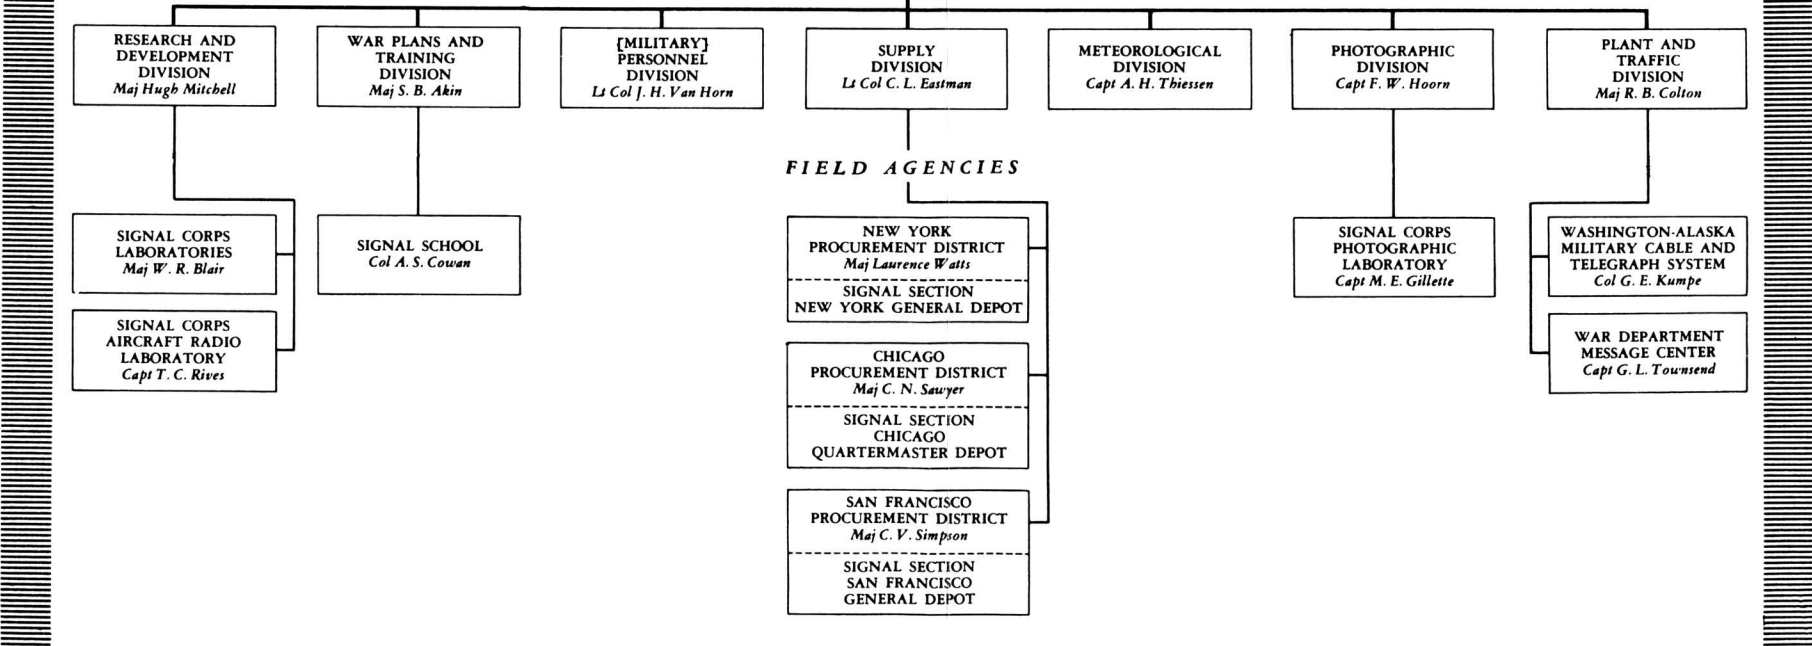 RESEARCH AND
DEVELOPMENT
DIVISION
Maj Hugh Mitchell
WAR PLANS AND
TRAINING
DIVISION
Maj S. B. Akin
[MILITARY]
PERSONNEL
DIVISION
Lt Col J. H. Van Horn
SUPPLY
DIVISION
Lt Col C. L. Eastman
METEOROLOGICAL
DIVISION
Capt A. H. Thiessen
PHOTOGRAPHIC
DIVISION
Capt F. W. Hoorn
PLANT AND
TRAFFIC
DIVISION
Maj R. B. Colton
FIELD AGENCIES
SIGNAL CORPS
LABORATORIES
Maj W. R. Blair
SIGNAL CORPS
AIRCRAFT RADIO
LABORATORY
Capt T. C. Rives
SIGNAL SCHOOL
Col A. S. Cowan
NEW YORK
PROCUREMENT DISTRICT
Maj Laurence Watts
SIGNAL SECTION
NEW YORK GENERAL DEPOT
CHICAGO
PROCUREMENT DISTRICT
Maj C. N. Sawyer
SIGNAL SECTION
CHICAGO
QUARTERMASTER DEPOT
SAN FRANCISCO
PROCUREMENT DISTRICT
Maj C. V. Simpson
SIGNAL SECTION
SAN FRANCISCO
GENERAL DEPOT
SIGNAL CORPS
PHOTOGRAPHIC
LABORATORY
Capt M. E. Gillette
WASHINGTON-ALASKA
MILITARY CABLE AND
TELEGRAPH SYSTEM
Col G. E. Kumpe
WAR DEPARTMENT
MESSAGE CENTER
Capt G. L. Townsend